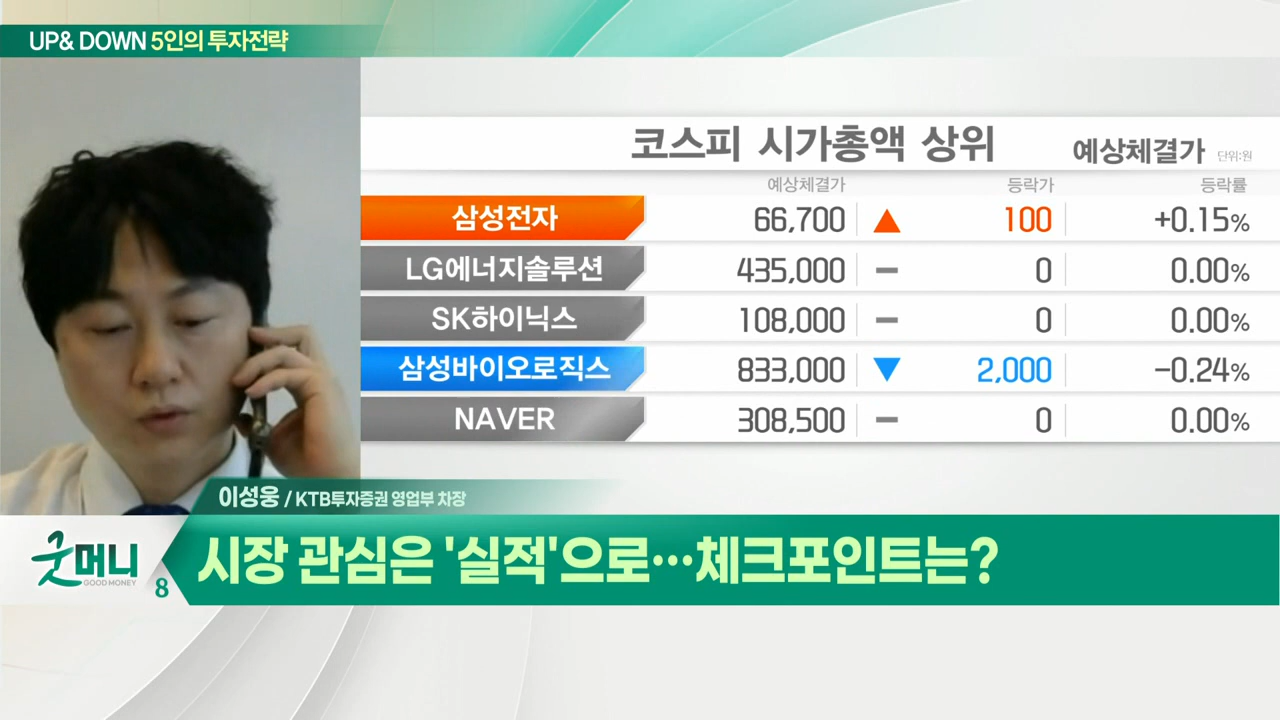 UP& DOWN 5인의 투자전략
코스피 시가총액 상위 예상체결가 단위:원
예상체결가 등락가 등락률
삼성전자 66,700 ▲ 100 +0.15%
LG에너지솔루션 435,000 - 0 0.00%
SK하이닉스 108,000 - 0 0.00%
삼성바이오로직스 833,000 ▼ 2,000 -0.24%
NAVER 308,500 - 0 0.00%
이성웅 / KTB투자증권 영업부 차장
굿머니
GOOD MONEY
8
시장 관심은 '실적'으로…체크포인트는?